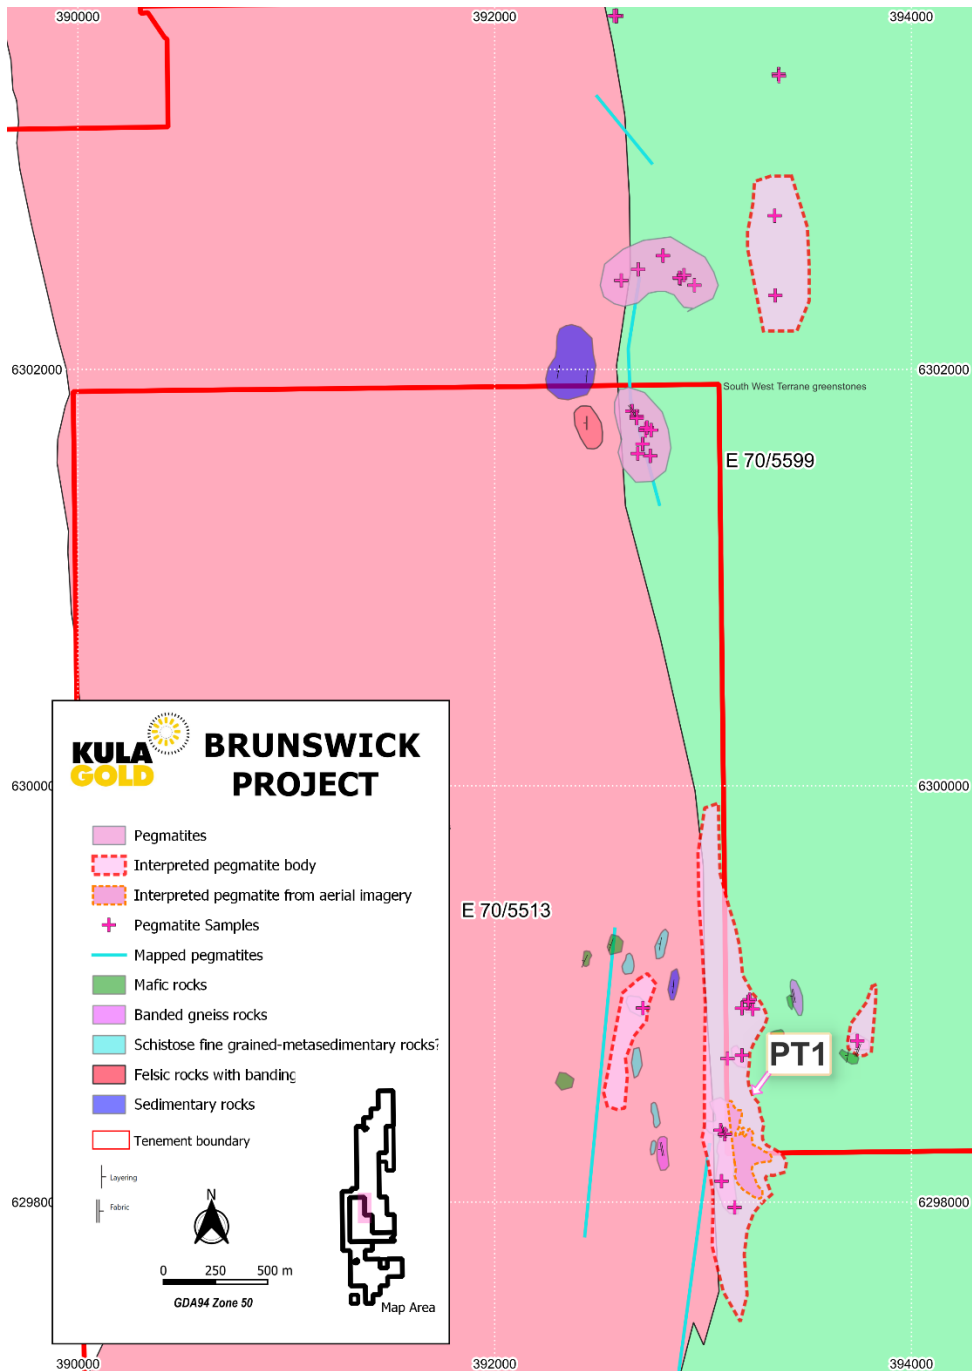 390000
392000
394000
6302000
South West Terrane greenstones
E 70/5599
630000
6300000
KULA
GOLD
BRUNSWICK
PROJECT
Pegmatites
Interpreted pegmatite body
Interpreted pegmatite from aerial imagery
Pegmatite Samples
Mapped pegmatites
Mafic rocks
Banded gneiss rocks
Schistose fine grained-metasedimentary rocks?
Felsic rocks with banding
Sedimentary rocks
Tenement boundary
Layering
Fabric
N
0 250 500 m
GDA94 Zone 50
Map Area
E 70/5513
PT1
6298000
6298000
390000
392000
394000